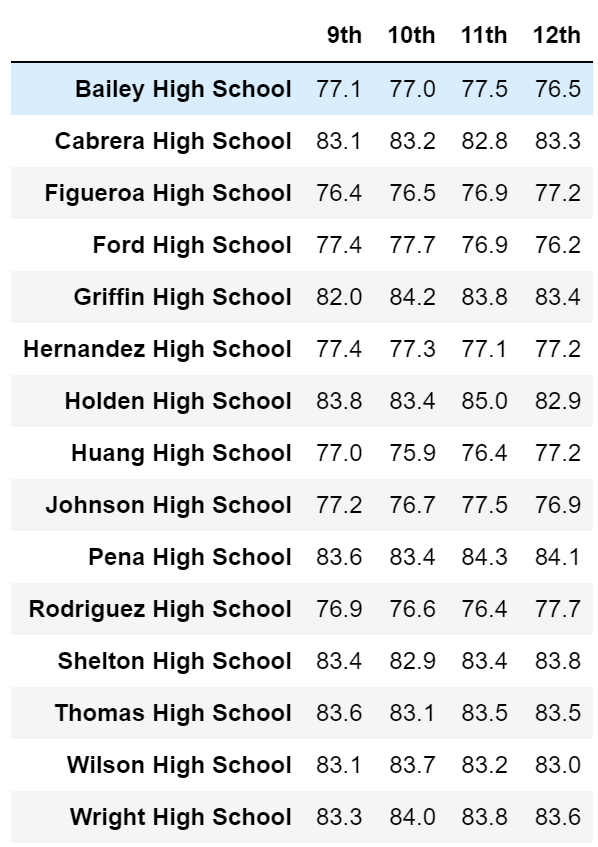 9th 10th 11th 12th
Bailey High School 77.1 77.0 77.5 76.5
Cabrera High School 83.1 83.2 82.8 83.3
Figueroa High School 76.4 76.5 76.9 77.2
Ford High School 77.4 77.7 76.9 76.2
Griffin High School 82.0 84.2 83.8 83.4
Hernandez High School 77.4 77.3 77.1 77.2
Holden High School 83.8 83.4 85.0 82.9
Huang High School 77.0 75.9 76.4 77.2
Johnson High School 77.2 76.7 77.5 76.9
Pena High School 83.6 83.4 84.3 84.1
Rodriguez High School 76.9 76.6 76.4 77.7
Shelton High School 83.4 82.9 83.4 83.8
Thomas High School 83.6 83.1 83.5 83.5
Wilson High School 83.1 83.7 83.2 83.0
Wright High School 83.3 84.0 83.8 83.6